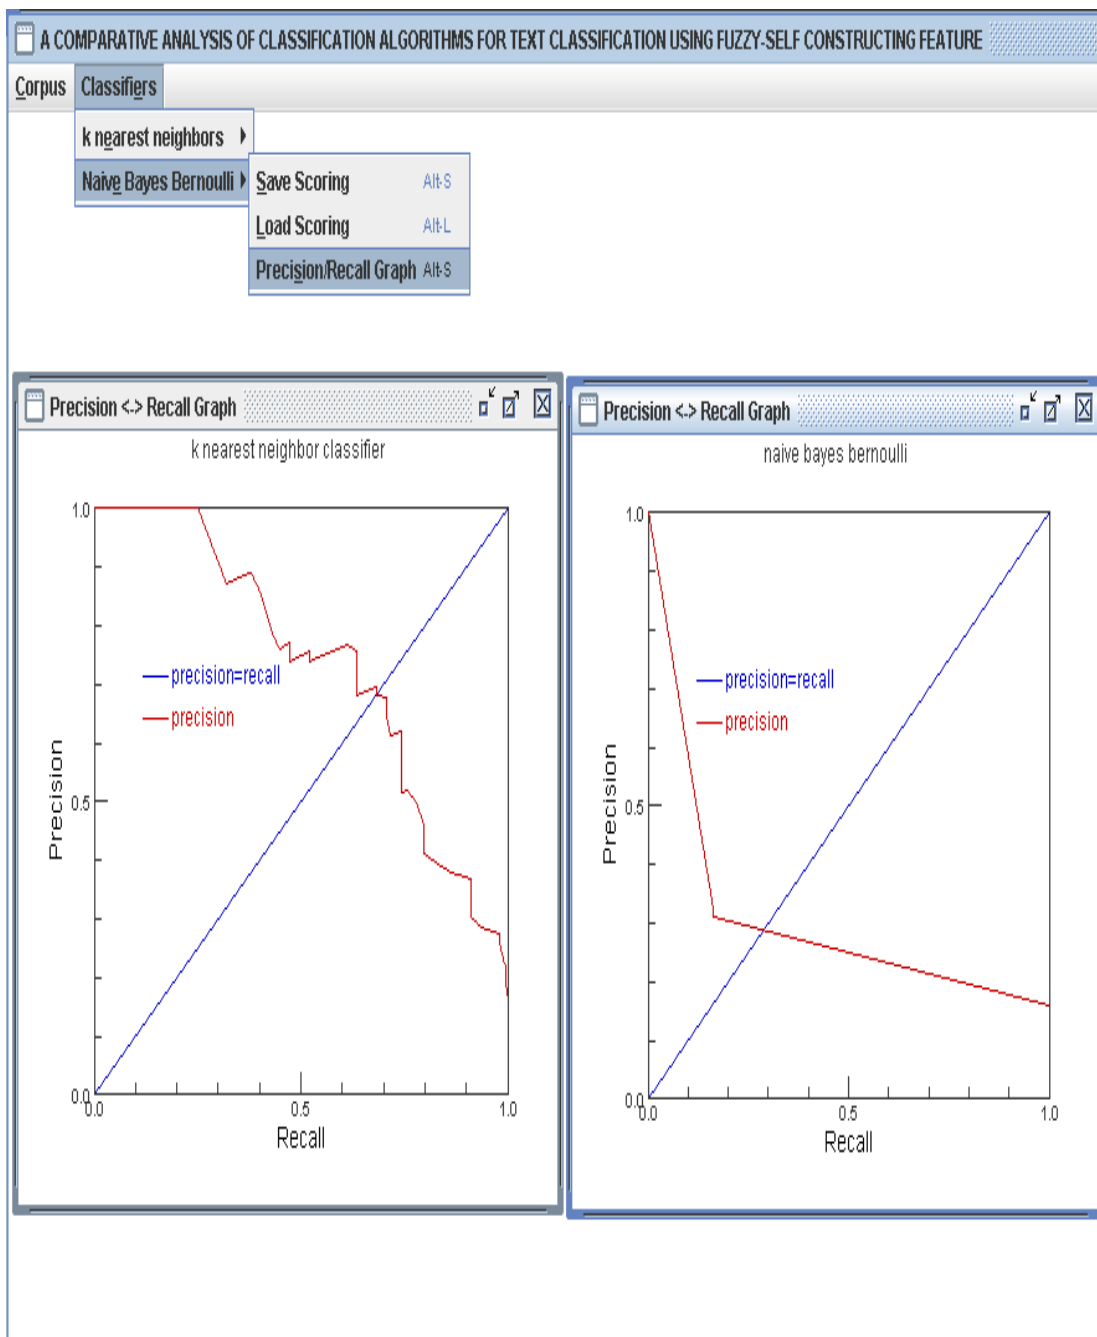 A COMPARATIVE ANALYSIS OF CLASSIFICATION ALGORITHMS FOR TEXT CLASSIFICATION USING FUZZY-SELF CONSTRUCTING FEATURE
Corpus Classifiers
k nearest neighbors
Naive Bayes Bernoulli
Save Scoring Alt-S
Load Scoring Alt-L
Precision/Recall Graph Alt-S
Precision <-> Recall Graph
k nearest neighbor classifier
1.0
precision=recall
precision
Precision
0.5
0.0
0.0 0.5 1.0
Recall
Precision <-> Recall Graph
naive bayes bernoulli
1.0
precision=recall
precision
Precision
0.5
0.0
0.0 0.5 1.0
Recall